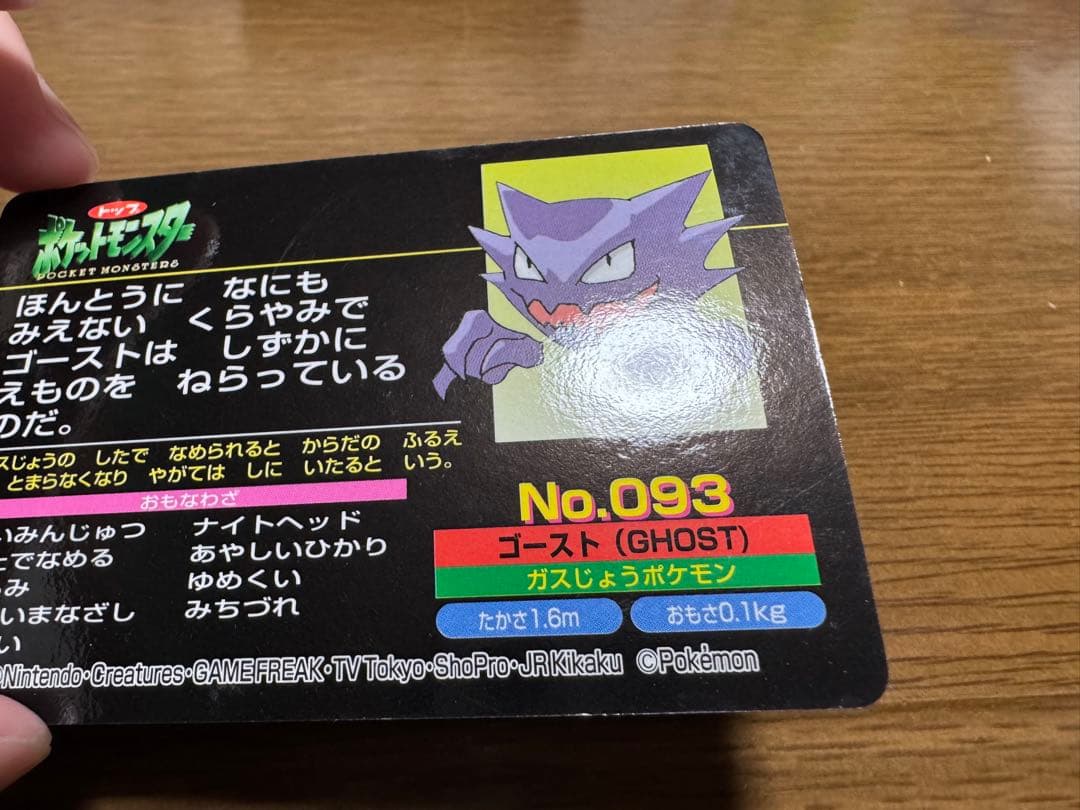 トップ
ポケットモンスター
POCKET MONSTERS
ほんとうに なにも
みえない くらやみで
ゴーストは しずかに
えものを ねらっている
のだ。
スじょうの したで なめられると からだの ふるえ
とまらなくなり やがては しに いたると いう。
おもなわざ
いみんじゅつ ナイトヘッド
たでなめる あやしいひかり
らみ ゆめくい
いまなざし みちづれ
い
No.093
ゴースト (GHOST)
ガスじょうポケモン
たかさ1.6m おもさ0.1kg
©Nintendo・Creatures・GAME FREAK・TV Tokyo・ShoPro・JR Kikaku ©Pokémon